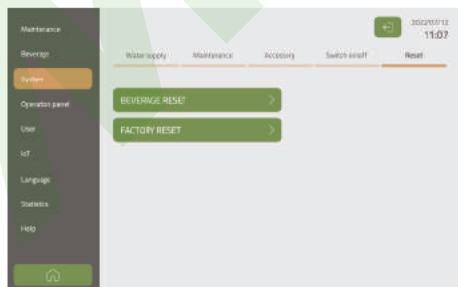 2022/07/12
11:07
Maintenance
Beverage
System
Operation panel
User
IoT
Language
Statistics
Help
Water supply
Maintenance
Accessory
Switch on/off
Reset
BEVERAGE RESET
FACTORY RESET